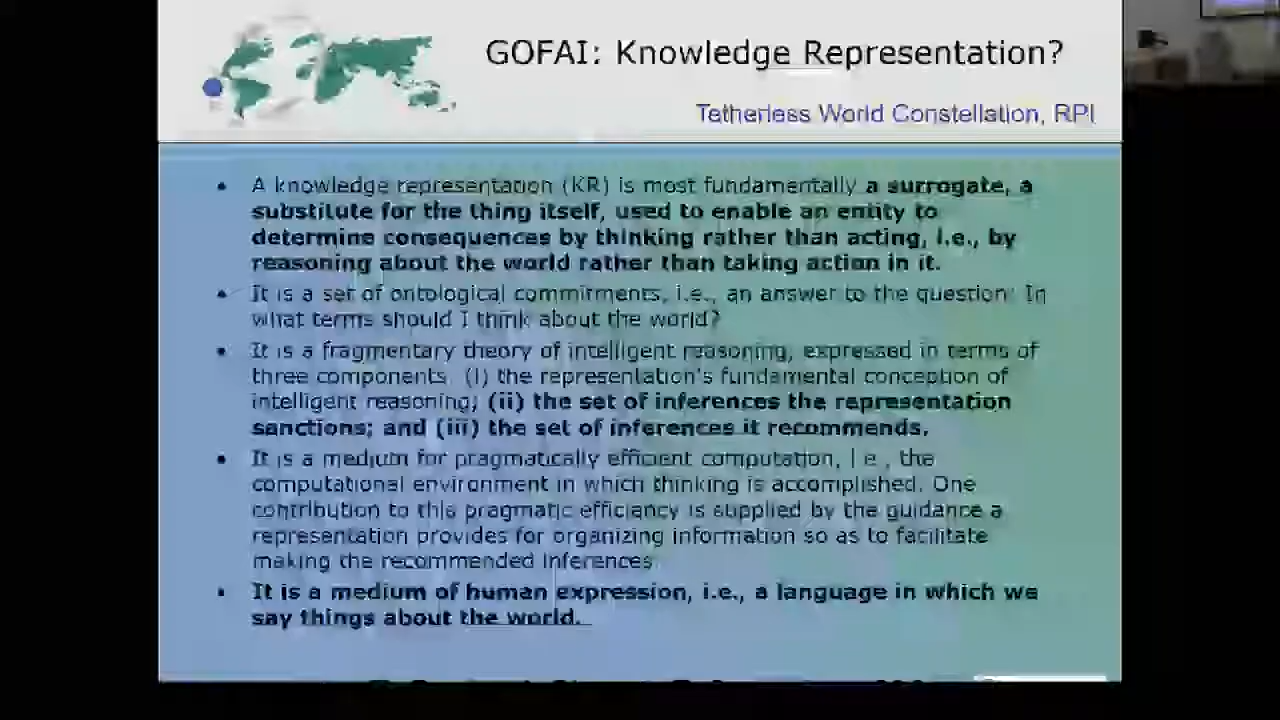 GOFAI: Knowledge Representation?
Tetherless World Constellation, RPI
• A knowledge representation (KR) is most fundamentally a surrogate, a
substitute for the thing itself, used to enable an entity to
determine consequences by thinking rather than acting, i.e., by
reasoning about the world rather than taking action in it.
• It is a set of ontological commitments, i.e., an answer to the question: In
what terms should I think about the world?
• It is a fragmentary theory of intelligent reasoning, expressed in terms of
three components: (i) the representation's fundamental conception of
intelligent reasoning; (ii) the set of inferences the representation
sanctions; and (iii) the set of inferences it recommends.
• It is a medium for pragmatically efficient computation, i.e., the
computational environment in which thinking is accomplished. One
contribution to this pragmatic efficiency is supplied by the guidance a
representation provides for organizing information so as to facilitate
making the recommended inferences.
• It is a medium of human expression, i.e., a language in which we
say things about the world.